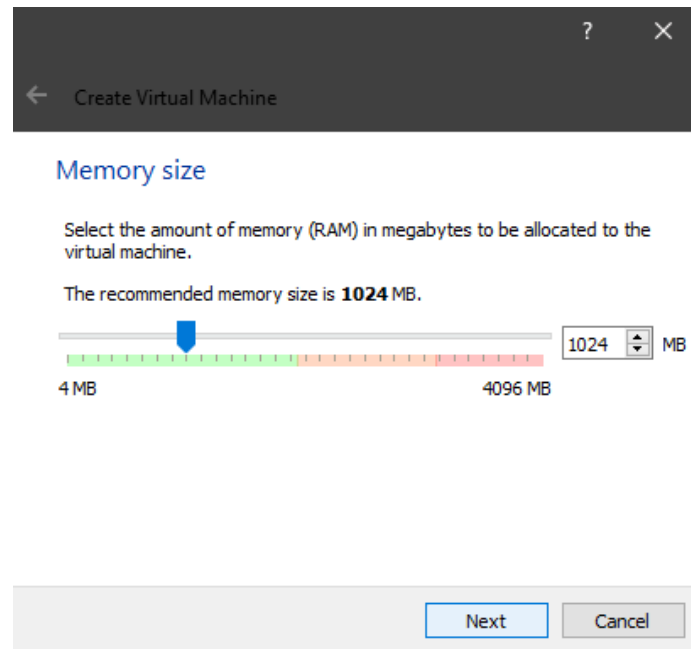 ?
Create Virtual Machine
Memory size
Select the amount of memory (RAM) in megabytes to be allocated to the
virtual machine.
The recommended memory size is 1024 MB.
1024 MB
4 MB 4096 MB
Next Cancel